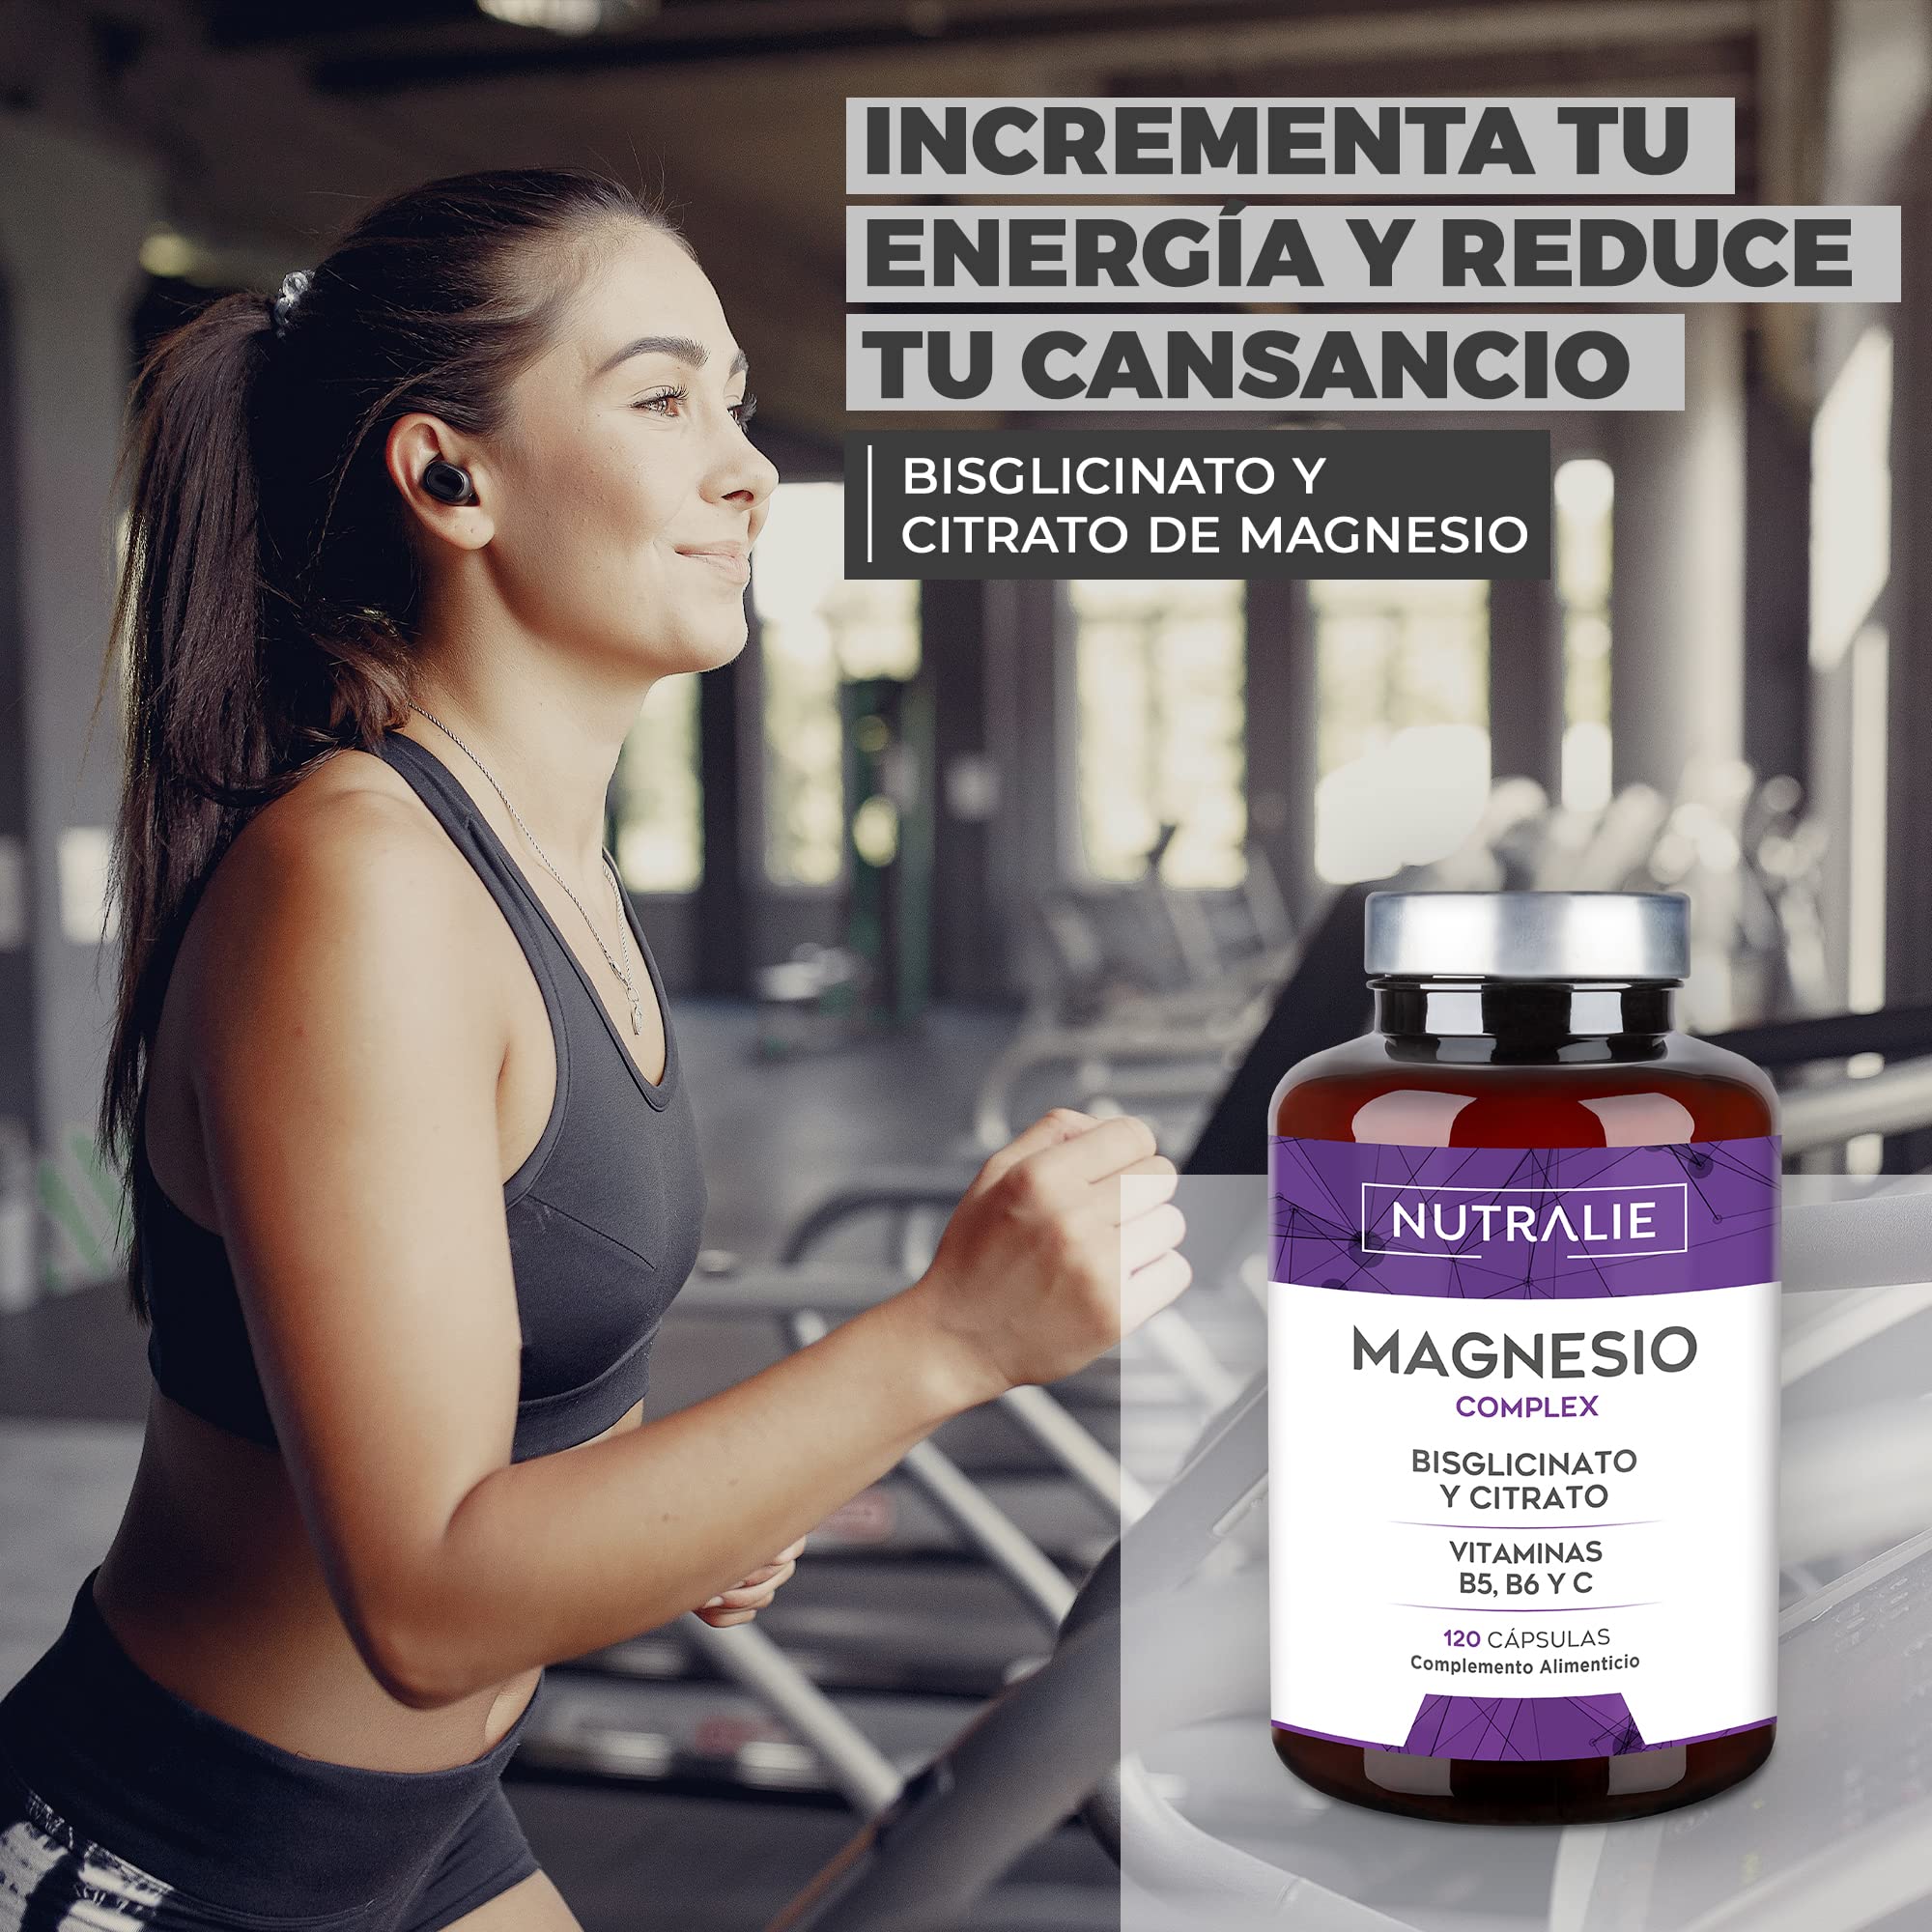 INCREMENTA TU
ENERGÍA Y REDUCE
TU CANSANCIO
BISGLICINATO Y
CITRATO DE MAGNESIO
NUTRALIE
MAGNESIO
COMPLEX
BISGLICINATO
Y CITRATO
VITAMINAS
B5, B6 Y C
120 CÁPSULAS
Complemento Alimenticio